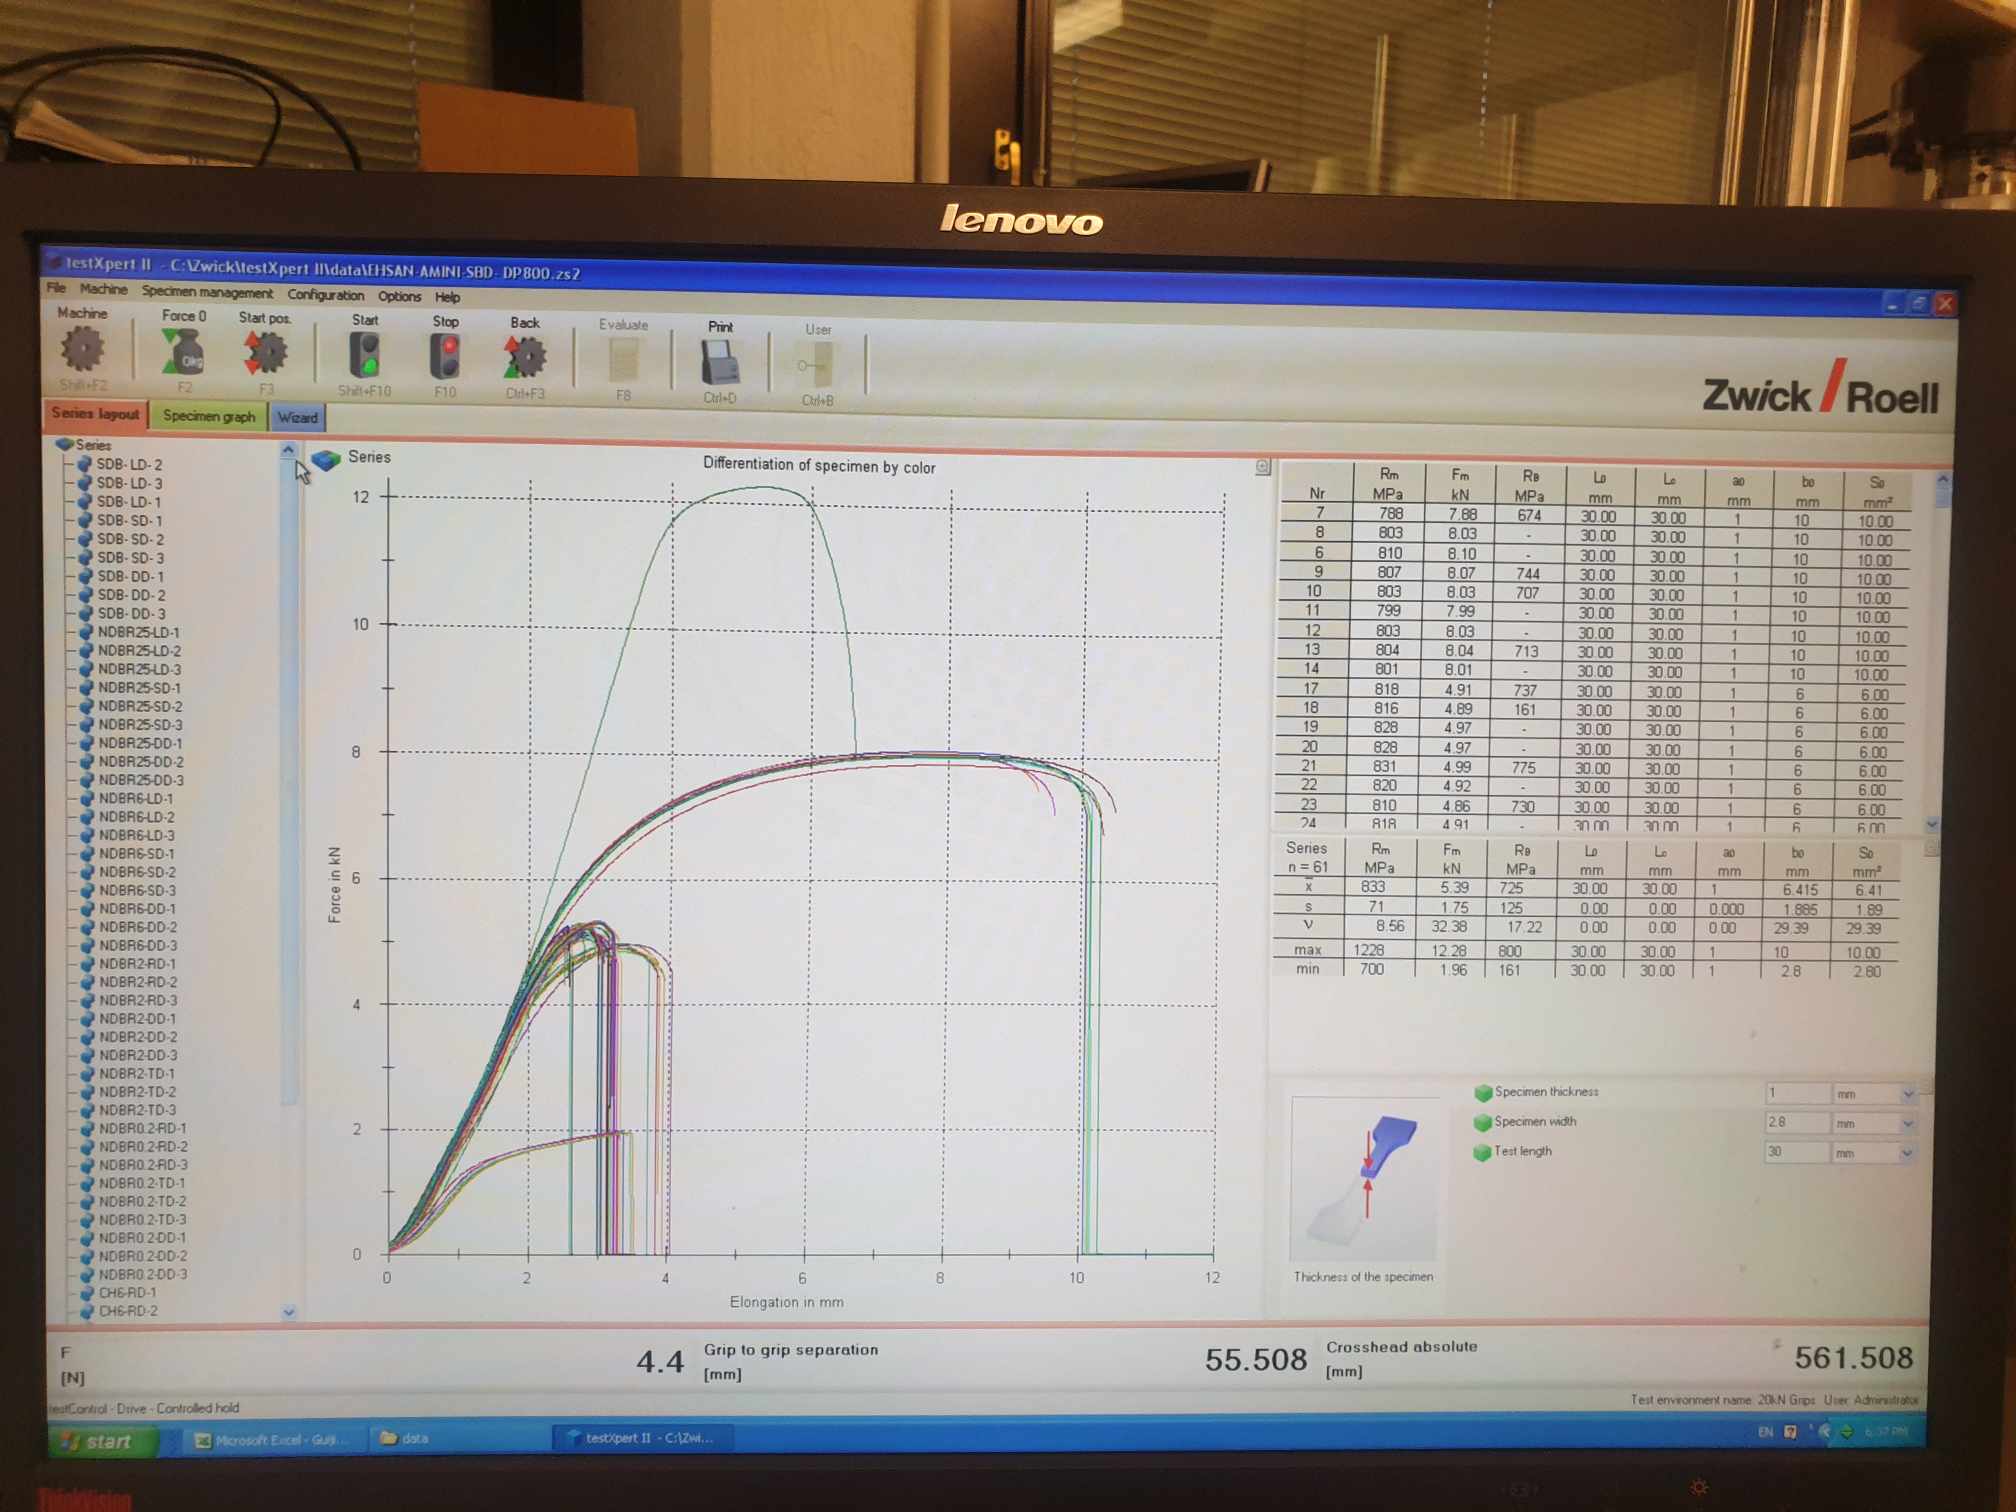 lenovo
testXpert II - C:\Zwick\testXpert II\data\EHSAN-AMINI-SBD- DP800.zs2
File Machine Specimen management Configuration Options Help
Machine Force 0 Start pos. Start Stop Back Evaluate Print User
0kg
Shift+F2 F2 F3 Shift+F10 F10 Ctrl+F3 F8 Ctrl+D Ctrl+B
Zwick / Roell
Series layout Specimen graph Wizard
Series
SDB- LD- 2
SDB- LD- 3
SDB- LD- 1
SDB- SD- 1
SDB- SD- 2
SDB- SD- 3
SDB- DD- 1
SDB- DD- 2
SDB- DD- 3
NDBR25-LD-1
NDBR25-LD-2
NDBR25-LD-3
NDBR25-SD-1
NDBR25-SD-2
NDBR25-SD-3
NDBR25-DD-1
NDBR25-DD-2
NDBR25-DD-3
NDBR6-LD-1
NDBR6-LD-2
NDBR6-LD-3
NDBR6-SD-1
NDBR6-SD-2
NDBR6-SD-3
NDBR6-DD-1
NDBR6-DD-2
NDBR6-DD-3
NDBR2-RD-1
NDBR2-RD-2
NDBR2-RD-3
NDBR2-DD-1
NDBR2-DD-2
NDBR2-DD-3
NDBR2-TD-1
NDBR2-TD-2
NDBR2-TD-3
NDBR0.2-RD-1
NDBR0.2-RD-2
NDBR0.2-RD-3
NDBR0.2-TD-1
NDBR0.2-TD-2
NDBR0.2-TD-3
NDBR0.2-DD-1
NDBR0.2-DD-2
NDBR0.2-DD-3
CH6-RD-1
CH6-RD-2
Series
Differentiation of specimen by color
Force in kN
12
10
8
6
4
2
0
0 2 4 6 8 10 12
Elongation in mm
Nr Rm MPa Fm kN RB MPa L0 mm Lc mm a0 mm b0 mm S0 mm²
7 788 7.88 674 30.00 30.00 1 10 10.00
8 803 8.03 - 30.00 30.00 1 10 10.00
6 810 8.10 - 30.00 30.00 1 10 10.00
9 807 8.07 744 30.00 30.00 1 10 10.00
10 803 8.03 707 30.00 30.00 1 10 10.00
11 799 7.99 - 30.00 30.00 1 10 10.00
12 803 8.03 - 30.00 30.00 1 10 10.00
13 804 8.04 713 30.00 30.00 1 10 10.00
14 801 8.01 - 30.00 30.00 1 10 10.00
17 818 4.91 737 30.00 30.00 1 6 6.00
18 816 4.89 161 30.00 30.00 1 6 6.00
19 828 4.97 - 30.00 30.00 1 6 6.00
20 828 4.97 - 30.00 30.00 1 6 6.00
21 831 4.99 775 30.00 30.00 1 6 6.00
22 820 4.92 - 30.00 30.00 1 6 6.00
23 810 4.86 730 30.00 30.00 1 6 6.00
24 818 4.91 - 30.00 30.00 1 6 6.00
Series n = 61 Rm MPa Fm kN RB MPa L0 mm Lc mm a0 mm b0 mm S0 mm²
x̄ 833 5.39 725 30.00 30.00 1 6.415 6.41
s 71 1.75 125 0.00 0.00 0.000 1.885 1.89
ν 8.56 32.38 17.22 0.00 0.00 0.00 29.39 29.39
max 1228 12.28 800 30.00 30.00 1 10 10.00
min 700 1.96 161 30.00 30.00 1 2.8 2.80
Specimen thickness 1 mm
Specimen width 2.8 mm
Test length 30 mm
Thickness of the specimen
F
[N]
4.4
Grip to grip separation
[mm]
55.508
Crosshead absolute
[mm]
561.508
testControl - Drive - Controlled hold
Test environment name: 20kN Grips User: Administrator
start Microsoft Excel - Guiji... data testXpert II - C:\Zwi... EN 6:37 PM
ThinkVision